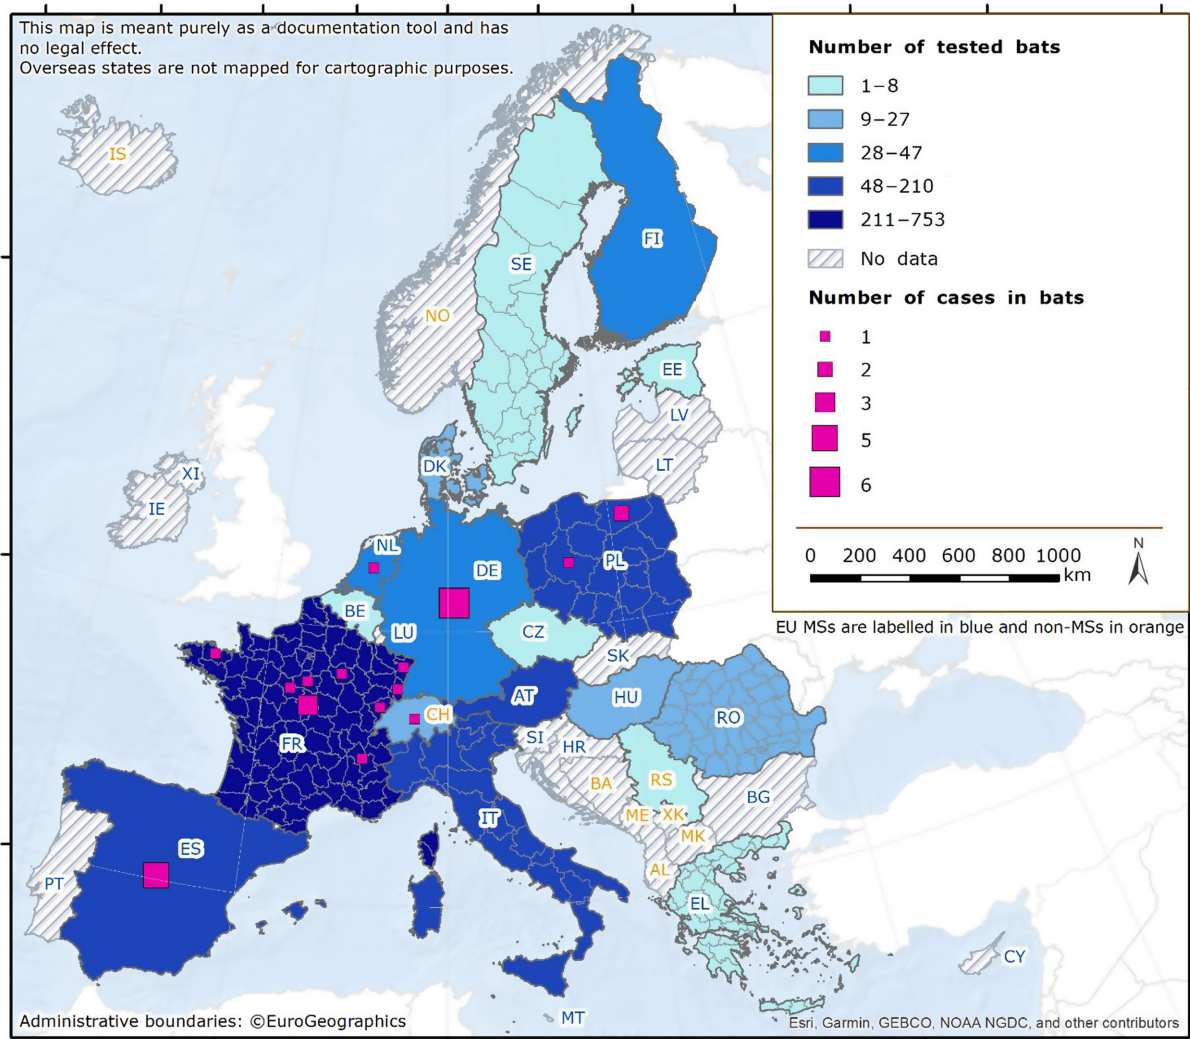 This map is meant purely as a documentation tool and has
no legal effect.
Overseas states are not mapped for cartographic purposes.
Number of tested bats
1–8
9–27
28–47
48–210
211–753
No data
Number of cases in bats
1
2
3
5
6
0 200 400 600 800 1000
km
N
EU MSs are labelled in blue and non-MSs in orange
IS
FI
SE
NO
EE
LV
LT
DK
XI
IE
NL
DE
PL
BE
LU
CZ
SK
AT
HU
CH
RO
FR
SI
HR
BA
RS
BG
ME
XK
MK
IT
ES
AL
PT
EL
CY
MT
Administrative boundaries: ©EuroGeographics
Esri, Garmin, GEBCO, NOAA NGDC, and other contributors